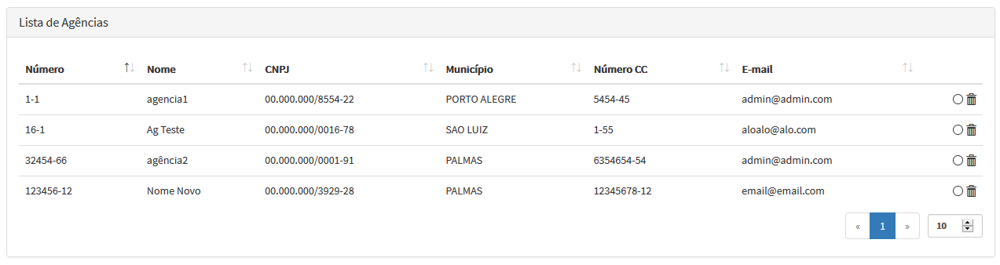 Lista de Agências
Número Nome CNPJ Município Número CC E-mail
1-1 agencia1 00.000.000/8554-22 PORTO ALEGRE 5454-45 admin@admin.com
16-1 Ag Teste 00.000.000/0016-78 SAO LUIZ 1-55 aloalo@alo.com
32454-66 agência2 00.000.000/0001-91 PALMAS 6354654-54 admin@admin.com
123456-12 Nome Novo 00.000.000/3929-28 PALMAS 12345678-12 email@email.com
« 1 » 10